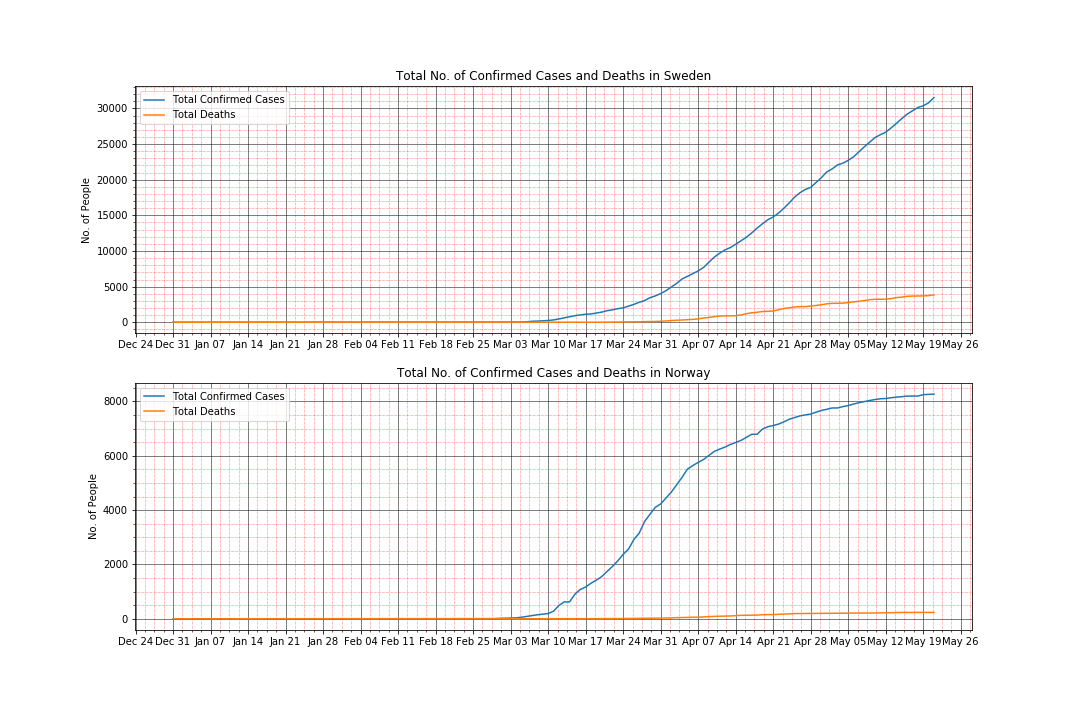 Total No. of Confirmed Cases and Deaths in Sweden
Total Confirmed Cases
Total Deaths
No. of People
30000
25000
20000
15000
10000
5000
0
Dec 24 Dec 31 Jan 07 Jan 14 Jan 21 Jan 28 Feb 04 Feb 11 Feb 18 Feb 25 Mar 03 Mar 10 Mar 17 Mar 24 Mar 31 Apr 07 Apr 14 Apr 21 Apr 28 May 05 May 12 May 19 May 26
Total No. of Confirmed Cases and Deaths in Norway
Total Confirmed Cases
Total Deaths
No. of People
8000
6000
4000
2000
0
Dec 24 Dec 31 Jan 07 Jan 14 Jan 21 Jan 28 Feb 04 Feb 11 Feb 18 Feb 25 Mar 03 Mar 10 Mar 17 Mar 24 Mar 31 Apr 07 Apr 14 Apr 21 Apr 28 May 05 May 12 May 19 May 26